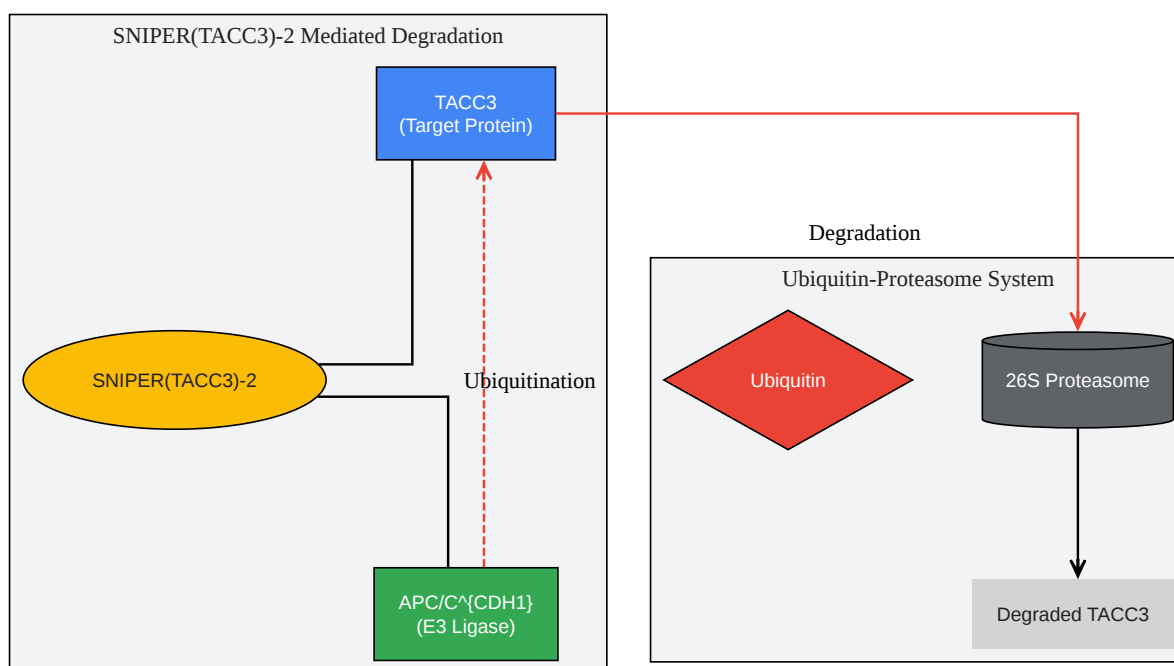 SNIPER(TACC3)-2 Mediated Degradation
TACC3
(Target Protein)
Degradation
Ubiquitin-Proteasome System
SNIPER(TACC3)-2
Ubiquitination
Ubiquitin
26S Proteasome
APC/C^{CDH1}
(E3 Ligase)
Degraded TACC3